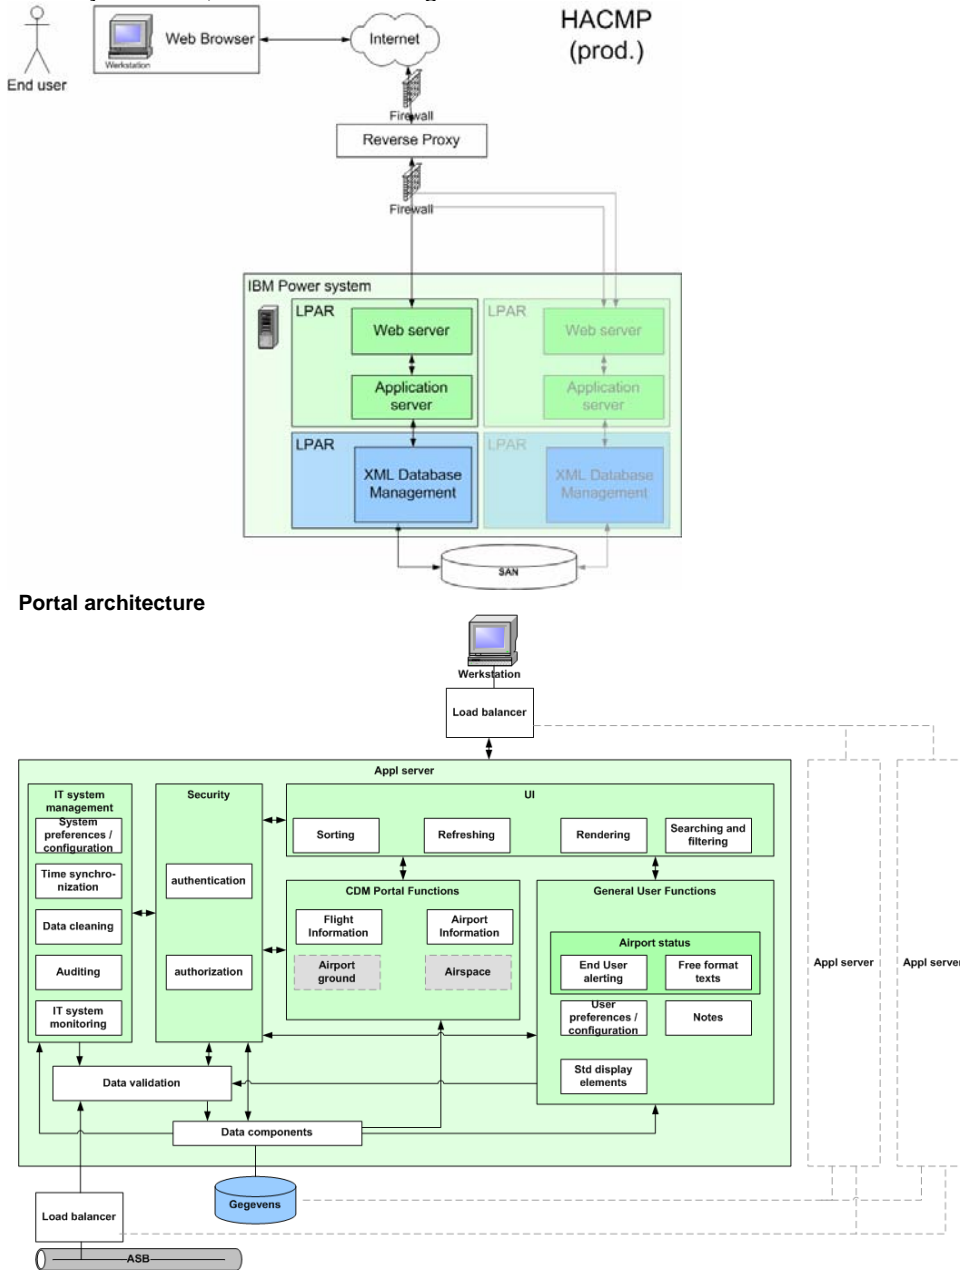 HACMP
(prod.)
Web Browser
Internet
Werkstation
End user
Firewall
Reverse Proxy
Firewall
IBM Power system
LPAR
LPAR
Web server
Web server
Application
server
Application
server
LPAR
LPAR
XML Database
Management
XML Database
Management
SAN
Portal architecture
Werkstation
Load balancer
Appl server
IT system
management
System
preferences /
configuration
Time synchro-
nization
Data cleaning
Auditing
IT system
monitoring
Security
authentication
authorization
UI
Sorting
Refreshing
Rendering
Searching and
filtering
CDM Portal Functions
Flight
Information
Airport
Information
Airport
ground
Airspace
General User Functions
Airport status
End User
alerting
Free format
texts
User
preferences /
configuration
Notes
Std display
elements
Appl server
Appl server
Data validation
Data components
Gegevens
Load balancer
ASB